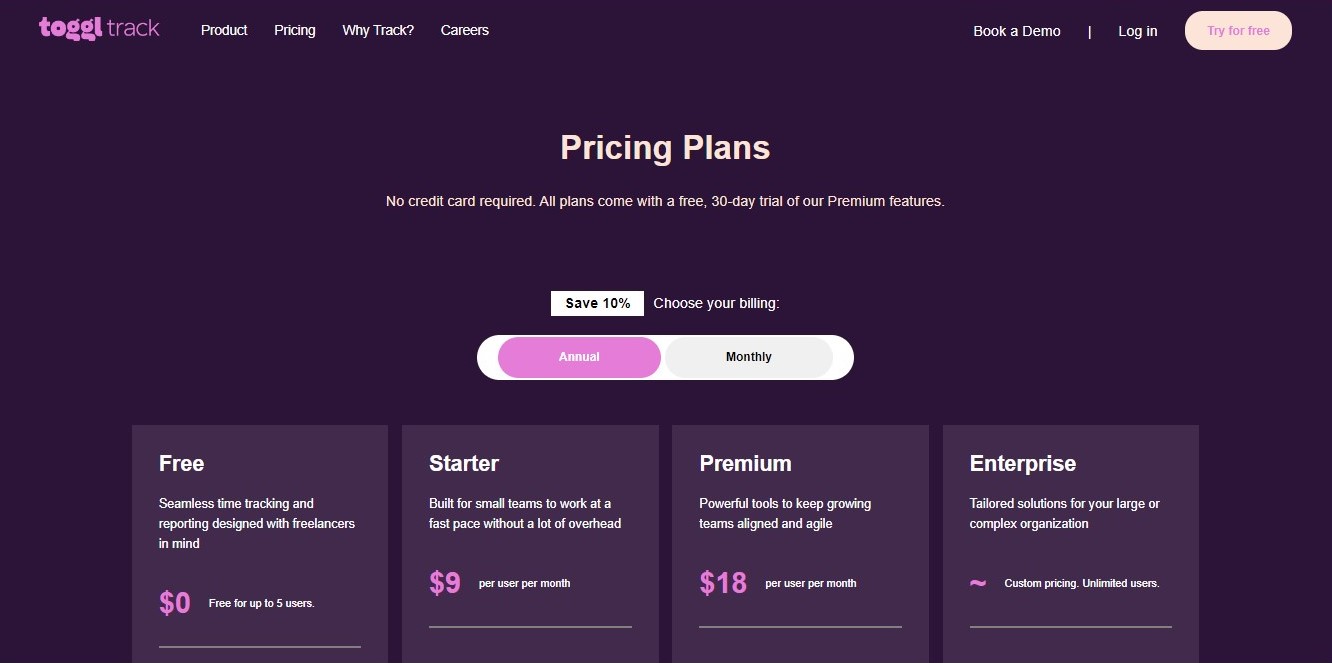 toggl track
Product Pricing Why Track? Careers
Book a Demo | Log in Try for free
Pricing Plans
No credit card required. All plans come with a free, 30-day trial of our Premium features.
Save 10% Choose your billing:
Annual Monthly
Free
Seamless time tracking and
reporting designed with freelancers
in mind
$0 Free for up to 5 users.
Starter
Built for small teams to work at a
fast pace without a lot of overhead
$9 per user per month
Premium
Powerful tools to keep growing
teams aligned and agile
$18 per user per month
Enterprise
Tailored solutions for your large or
complex organization
~ Custom pricing. Unlimited users.